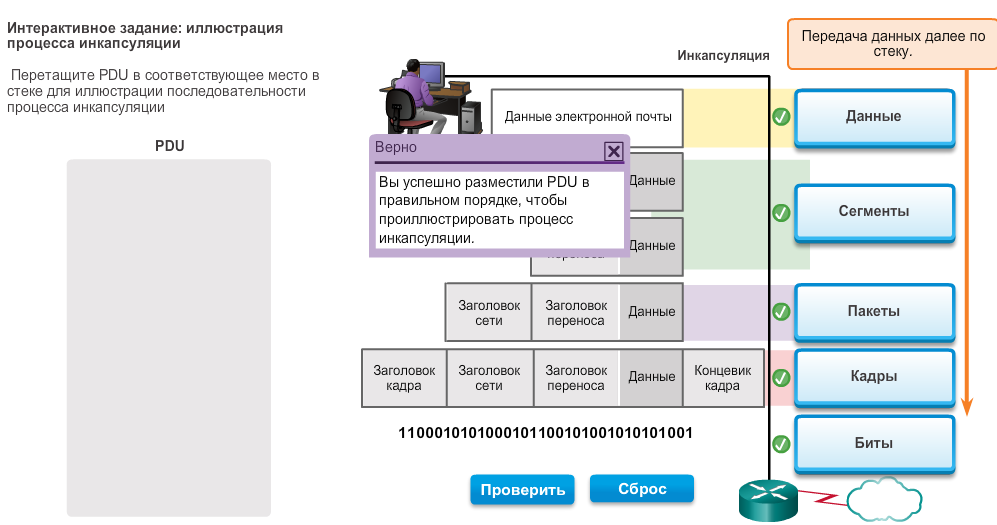 Интерактивное задание: иллюстрация
процесса инкапсуляции
Перетащите PDU в соответствующее место в
стеке для иллюстрации последовательности
процесса инкапсуляции
PDU
Инкапсуляция
Передача данных далее по
стеку.
Данные электронной почты
Данные
Верно
Вы успешно разместили PDU в
правильном порядке, чтобы
проиллюстрировать процесс
инкапсуляции.
Данные
Сегменты
переноса
Данные
Заголовок
сети
Заголовок
переноса
Данные
Пакеты
Заголовок
кадра
Заголовок
сети
Заголовок
переноса
Данные
Концевик
кадра
Кадры
1100010101000101100101001010101001
Биты
Проверить
Сброс